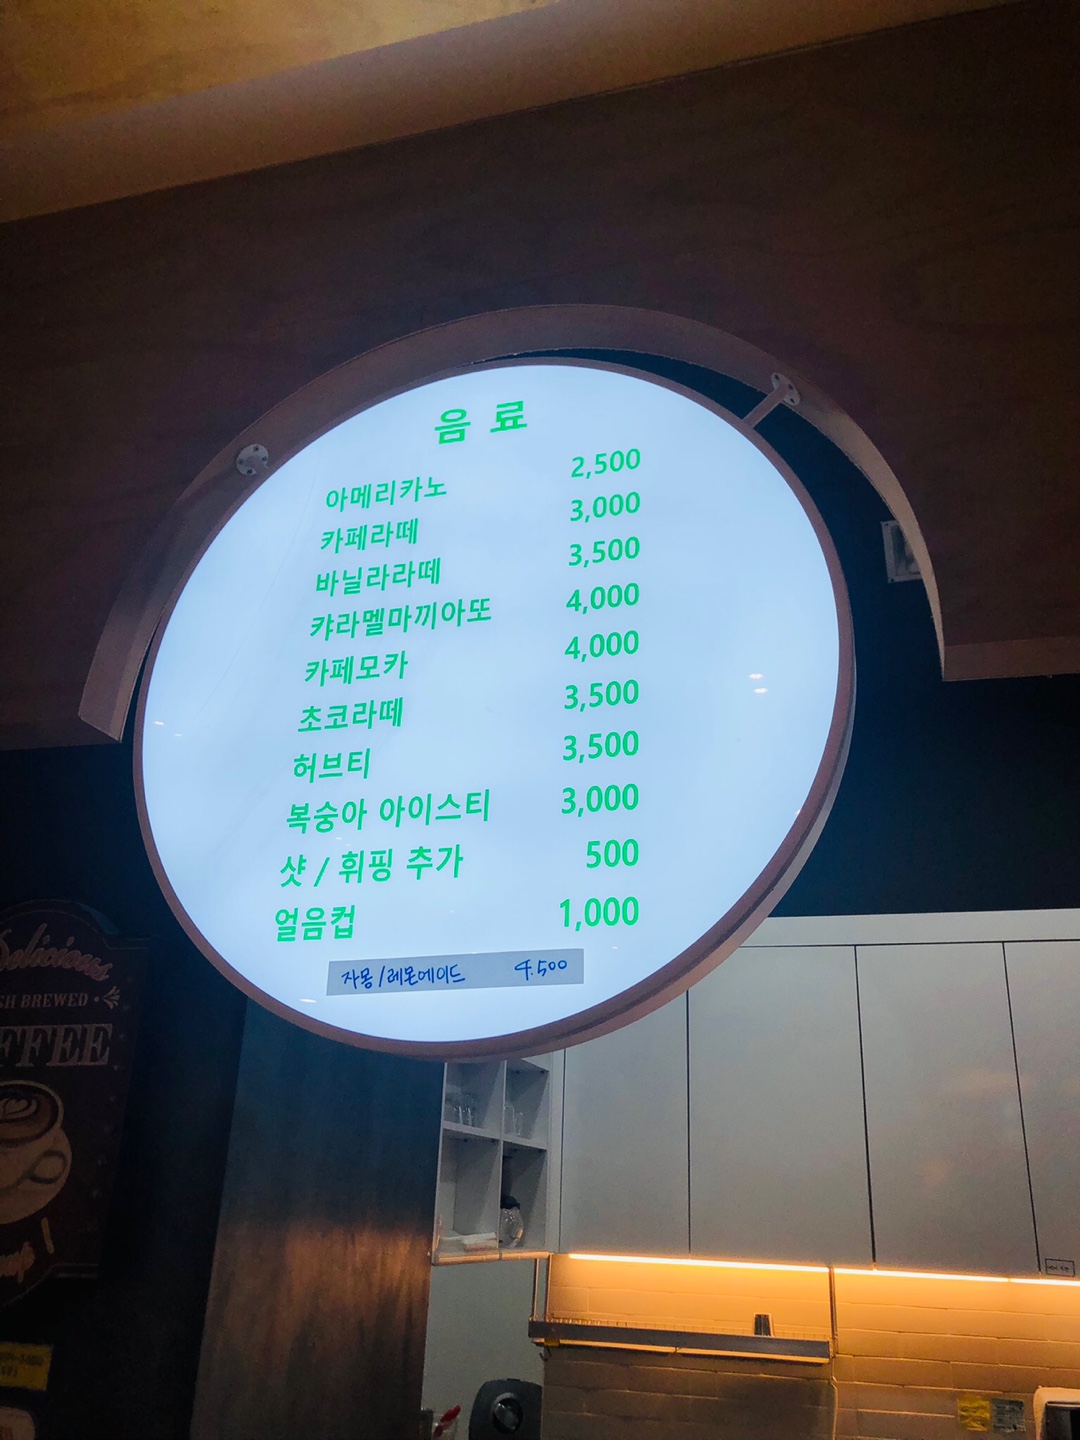 음료
아메리카노 2,500
카페라떼 3,000
바닐라라떼 3,500
캬라멜마끼아또 4,000
카페모카 4,000
초코라떼 3,500
허브티 3,500
복숭아 아이스티 3,000
샷 / 휘핑 추가 500
얼음컵 1,000
자몽/레몬에이드 4.500
Delicious
SH BREWED
FFEE